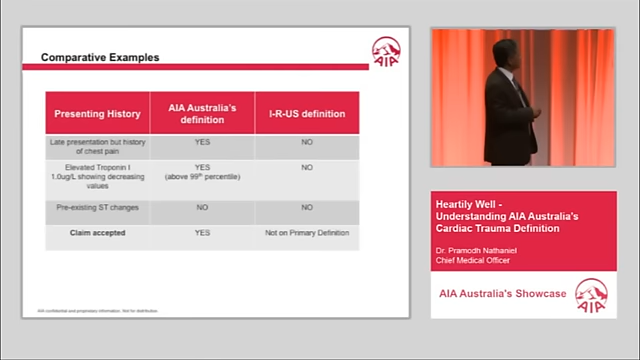 Comparative Examples
AIA
Presenting History
AIA Australia's
definition
I-R-US definition
Late presentation but history
of chest pain
YES
NO
Elevated Troponin I
1.0ug/L showing decreasing
values
YES
(above 99th percentile)
NO
Pre-existing ST changes
NO
NO
Claim accepted
YES
Not on Primary Definition
AIA confidential and proprietary information. Not for distribution.
Heartily Well -
Understanding AIA Australia's
Cardiac Trauma Definition
Dr. Pramodh Nathaniel
Chief Medical Officer
AIA Australia's Showcase
AIA